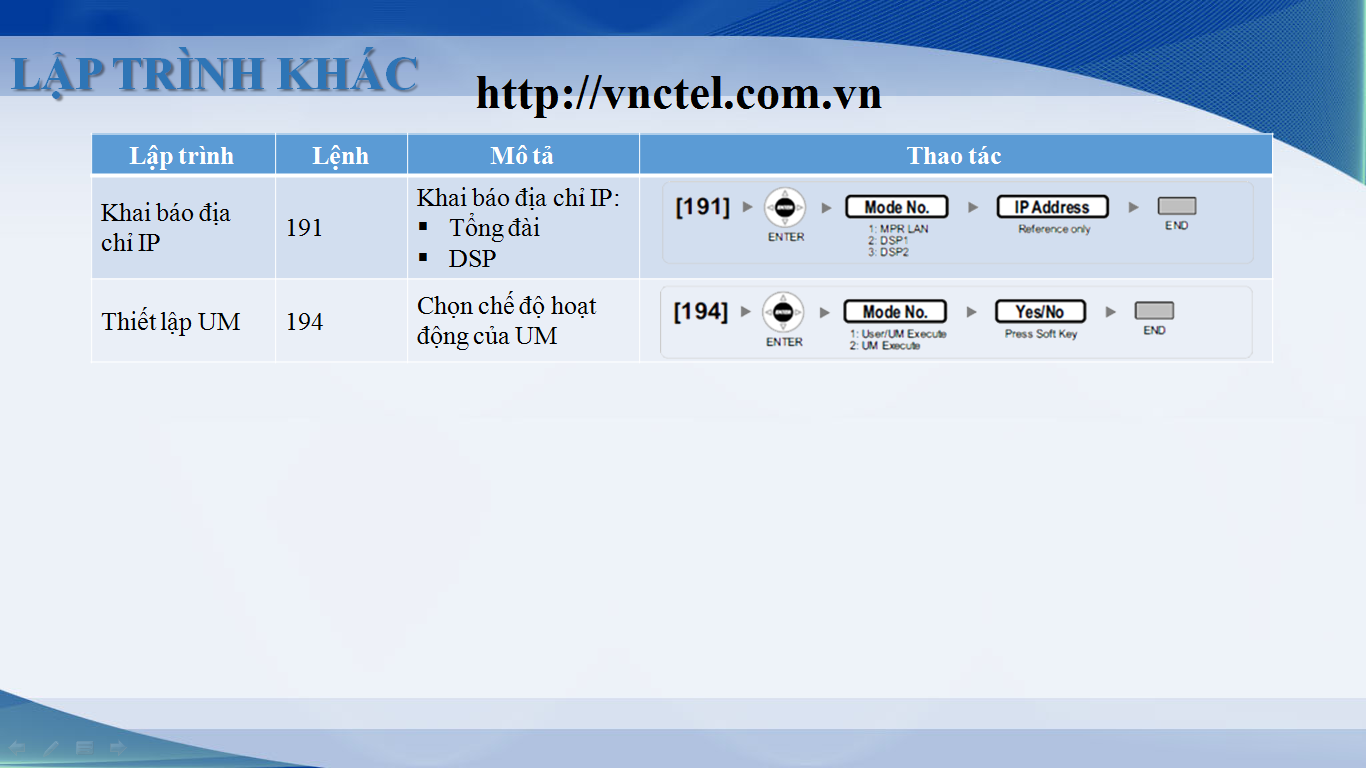 LẬP TRÌNH KHÁC
http://vnctel.com.vn
Lập trình Lệnh Mô tả Thao tác
Khai báo địa
chỉ IP
191
Khai báo địa chỉ IP:
▪ Tổng đài
▪ DSP
[191] Mode No. IP Address
ENTER 1: MPR LAN Reference only END
2: DSP1
3: DSP2
Thiết lập UM
194
Chọn chế độ hoạt
động của UM
[194] Mode No. Yes/No
ENTER 1: User/UM Execute Press Soft Key END
2: UM Execute